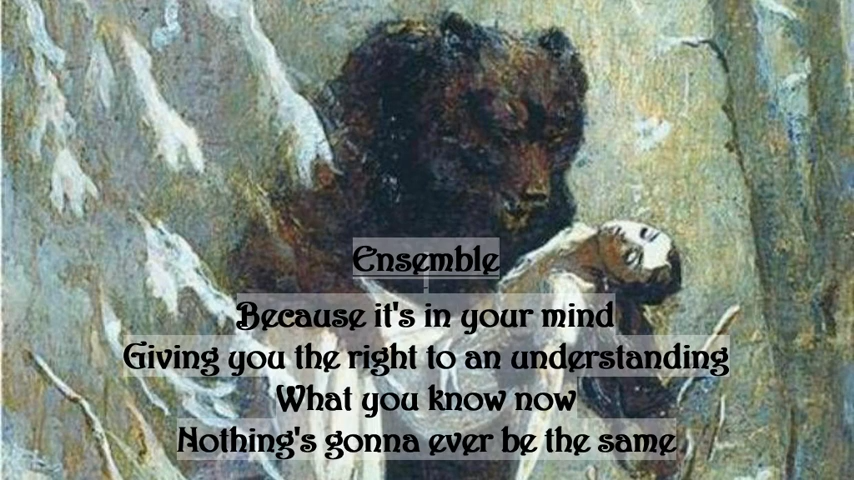 Ensemble
Because it's in your mind
Giving you the right to an understanding
What you know now
Nothing's gonna ever be the same